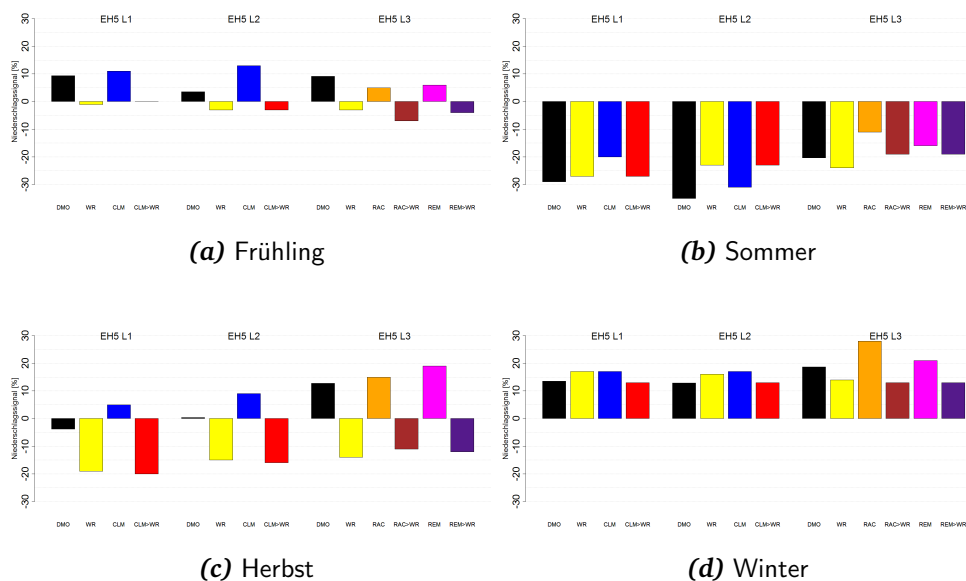 EH5 L1 EH5 L2 EH5 L3
Niederschlagssignal [%]
30
20
10
0
-10
-20
-30
DMO WR CLM CLM>WR DMO WR CLM CLM>WR DMO WR RAC RAC>WR REM REM>WR
(a) Frühling
EH5 L1 EH5 L2 EH5 L3
Niederschlagssignal [%]
30
20
10
0
-10
-20
-30
DMO WR CLM CLM>WR DMO WR CLM CLM>WR DMO WR RAC RAC>WR REM REM>WR
(b) Sommer
EH5 L1 EH5 L2 EH5 L3
Niederschlagssignal [%]
30
20
10
0
-10
-20
-30
DMO WR CLM CLM>WR DMO WR CLM CLM>WR DMO WR RAC RAC>WR REM REM>WR
(c) Herbst
EH5 L1 EH5 L2 EH5 L3
Niederschlagssignal [%]
30
20
10
0
-10
-20
-30
DMO WR CLM CLM>WR DMO WR CLM CLM>WR DMO WR RAC RAC>WR REM REM>WR
(d) Winter